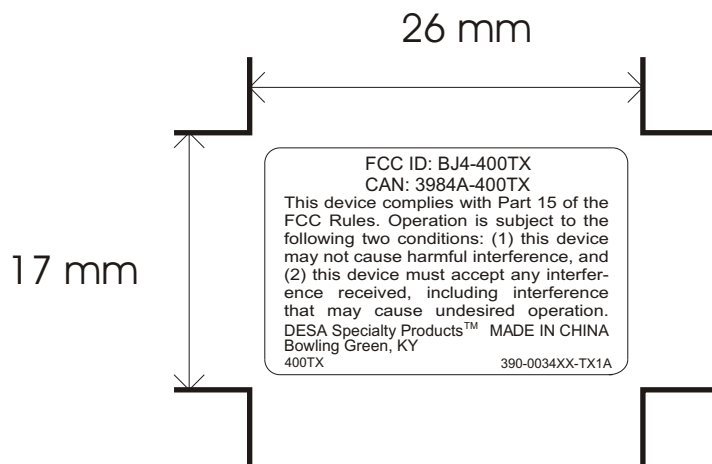 26 mm
17 mm
FCC ID: BJ4-400TX
CAN: 3984A-400TX
This device complies with Part 15 of the
FCC Rules. Operation is subject to the
following two conditions: (1) this device
may not cause harmful interference, and
(2) this device must accept any interfer-
ence received, including interference
that may cause undesired operation.
DESA Specialty Products™ MADE IN CHINA
Bowling Green, KY
400TX 390-0034XX-TX1A